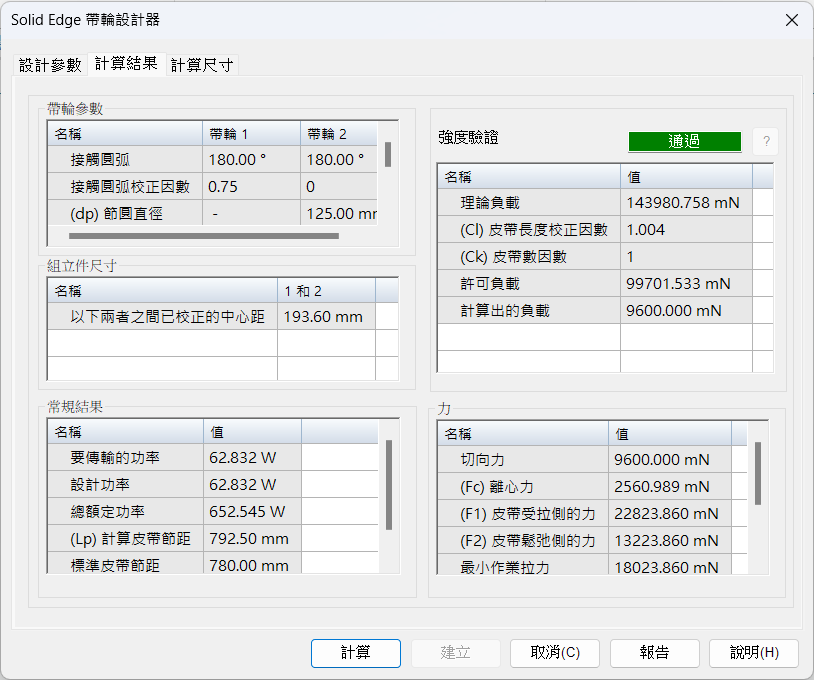 Solid Edge 帶輪設計器
設計參數 計算結果 計算尺寸
帶輪參數
名稱 帶輪 1 帶輪 2
接觸圓弧 180.00 ° 180.00 °
接觸圓弧校正因數 0.75 0
(dp) 節圓直徑 - 125.00 mr
組立件尺寸
名稱 1 和 2
以下兩者之間已校正的中心距 193.60 mm
常規結果
名稱 值
要傳輸的功率 62.832 W
設計功率 62.832 W
總額定功率 652.545 W
(Lp) 計算皮帶節距 792.50 mm
標準皮帶節距 780.00 mm
強度驗證 通過 ?
名稱 值
理論負載 143980.758 mN
(Cl) 皮帶長度校正因數 1.004
(Ck) 皮帶數因數 1
許可負載 99701.533 mN
計算出的負載 9600.000 mN
力
名稱 值
切向力 9600.000 mN
(Fc) 離心力 2560.989 mN
(F1) 皮帶受拉側的力 22823.860 mN
(F2) 皮帶鬆弛側的力 13223.860 mN
最小作業拉力 18023.860 mN
計算 建立 取消(C) 報告 說明(H)